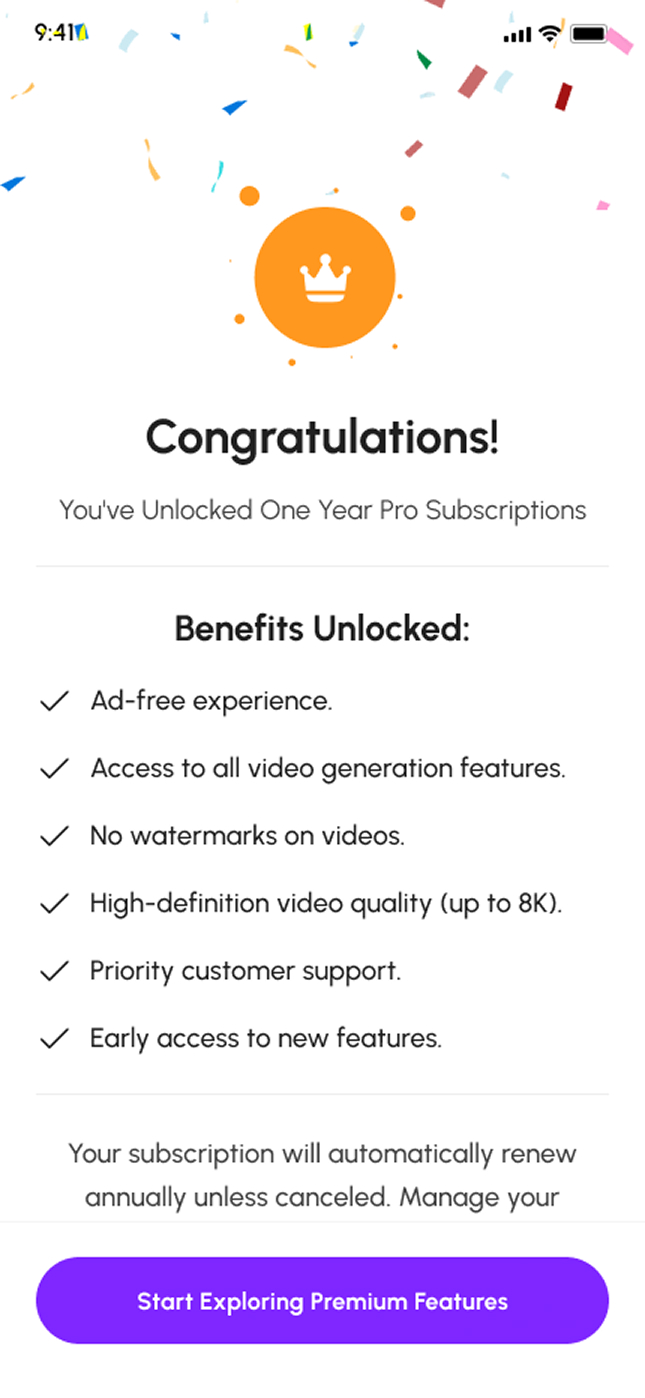 9:41
Congratulations!
You've Unlocked One Year Pro Subscriptions
Benefits Unlocked:
Ad-free experience.
Access to all video generation features.
No watermarks on videos.
High-definition video quality (up to 8K).
Priority customer support.
Early access to new features.
Your subscription will automatically renew
annually unless canceled. Manage your
Start Exploring Premium Features